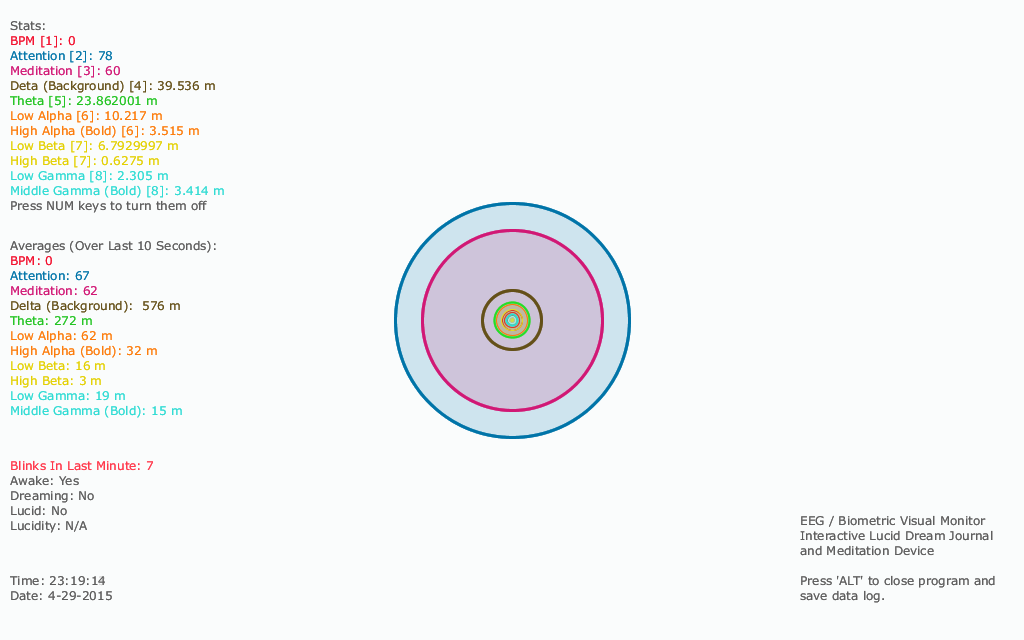 Stats:
BPM [1]: 0
Attention [2]: 78
Meditation [3]: 60
Deta (Background) [4]: 39.536 m
Theta [5]: 23.862001 m
Low Alpha [6]: 10.217 m
High Alpha (Bold) [6]: 3.515 m
Low Beta [7]: 6.7929997 m
High Beta [7]: 0.6275 m
Low Gamma [8]: 2.305 m
Middle Gamma (Bold) [8]: 3.414 m
Press NUM keys to turn them off
Averages (Over Last 10 Seconds):
BPM: 0
Attention: 67
Meditation: 62
Delta (Background):  576 m
Theta: 272 m
Low Alpha: 62 m
High Alpha (Bold): 32 m
Low Beta: 16 m
High Beta: 3 m
Low Gamma: 19 m
Middle Gamma (Bold): 15 m
Blinks In Last Minute: 7
Awake: Yes
Dreaming: No
Lucid: No
Lucidity: N/A
Time: 23:19:14
Date: 4-29-2015
EEG / Biometric Visual Monitor
Interactive Lucid Dream Journal
and Meditation Device
Press 'ALT' to close program and
save data log.